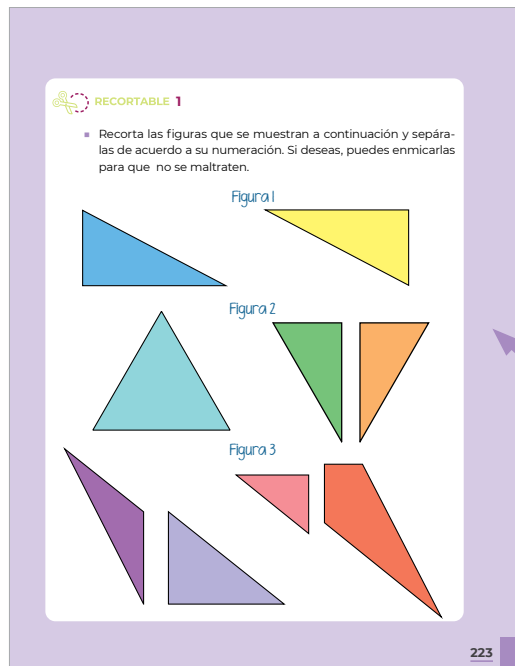 RECORTABLE 1
Recorta las figuras que se muestran a continuación y sepára-
las de acuerdo a su numeración. Si deseas, puedes enmicarlas
para que no se maltraten.
Figura 1
Figura 2
Figura 3
223